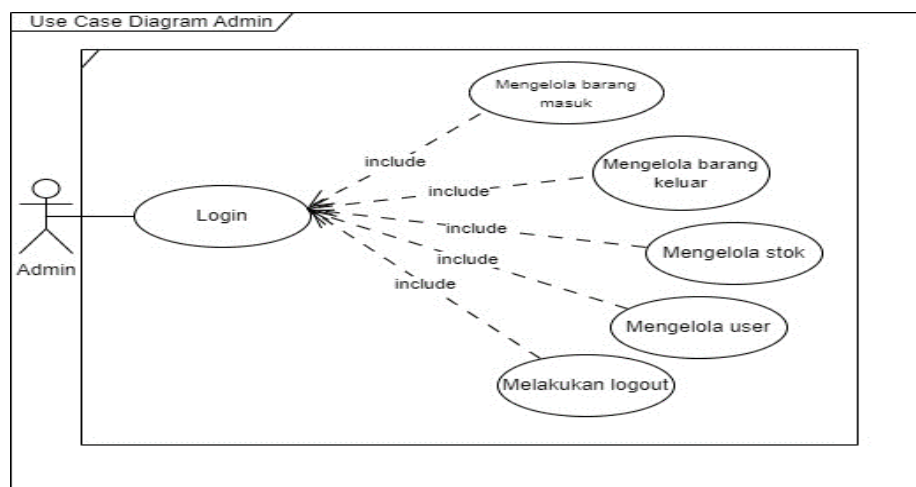 Use Case Diagram Admin
Mengelola barang
masuk
include
Mengelola barang
keluar
include
Login
include
Mengelola stok
include
Admin
include
Mengelola user
Melakukan logout